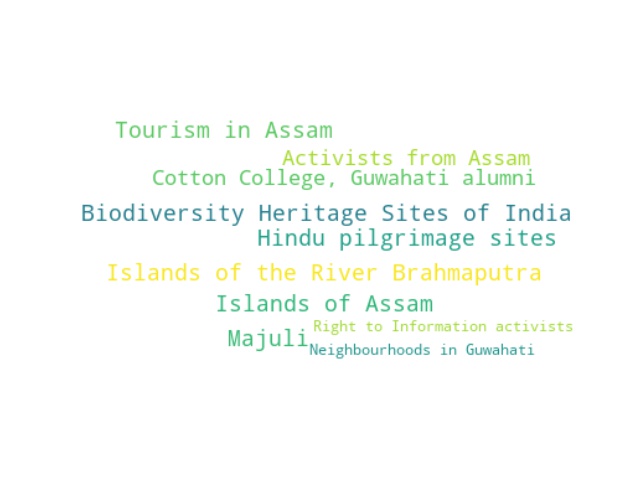 Tourism in Assam
Activists from Assam
Cotton College, Guwahati alumni
Biodiversity Heritage Sites of India
Hindu pilgrimage sites
Islands of the River Brahmaputra
Islands of Assam
Right to Information activists
Majuli
Neighbourhoods in Guwahati